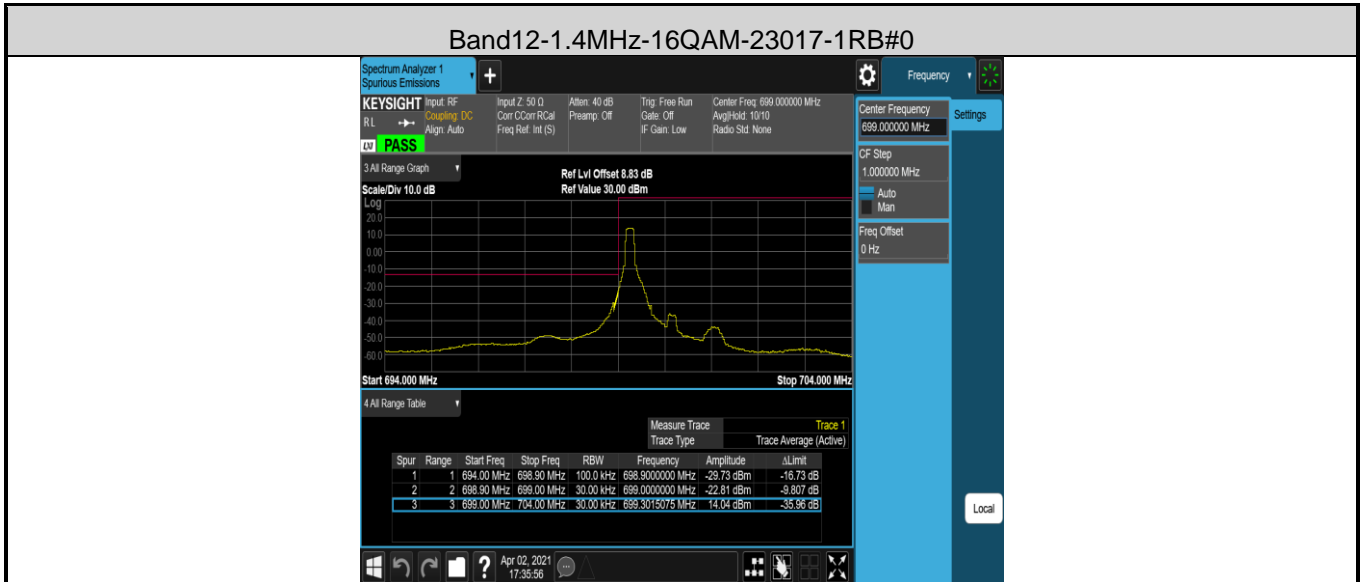 Band12-1.4MHz-16QAM-23017-1RB#0
Spectrum Analyzer 1
Spurious Emissions
+
Frequency
KEYSIGHT Input: RF Input Z: 50 Ω Atten: 40 dB Trig: Free Run Center Freq: 699.000000 MHz
RL Coupling: DC Corr CCorr RCal Preamp: Off Gate: Off Avg|Hold: 10/10
Align: Auto Freq Ref: Int (S) IF Gain: Low Radio Std: None
LXI PASS
Center Frequency
699.000000 MHz
Settings
CF Step
1.000000 MHz
Auto
Man
Freq Offset
0 Hz
3 All Range Graph
Ref Lvl Offset 8.83 dB
Scale/Div 10.0 dB Ref Value 30.00 dBm
Log
20.0
10.0
0.00
-10.0
-20.0
-30.0
-40.0
-50.0
-60.0
Start 694.000 MHz Stop 704.000 MHz
4 All Range Table
Measure Trace Trace 1
Trace Type Trace Average (Active)
Spur Range Start Freq Stop Freq RBW Frequency Amplitude ΔLimit
1 1 694.00 MHz 698.90 MHz 100.0 kHz 698.9000000 MHz -29.73 dBm -16.73 dB
2 2 698.90 MHz 699.00 MHz 30.00 kHz 699.0000000 MHz -22.81 dBm -9.807 dB
3 3 699.00 MHz 704.00 MHz 30.00 kHz 699.3015075 MHz 14.04 dBm -35.96 dB
Local
? Apr 02, 2021
17:35:56